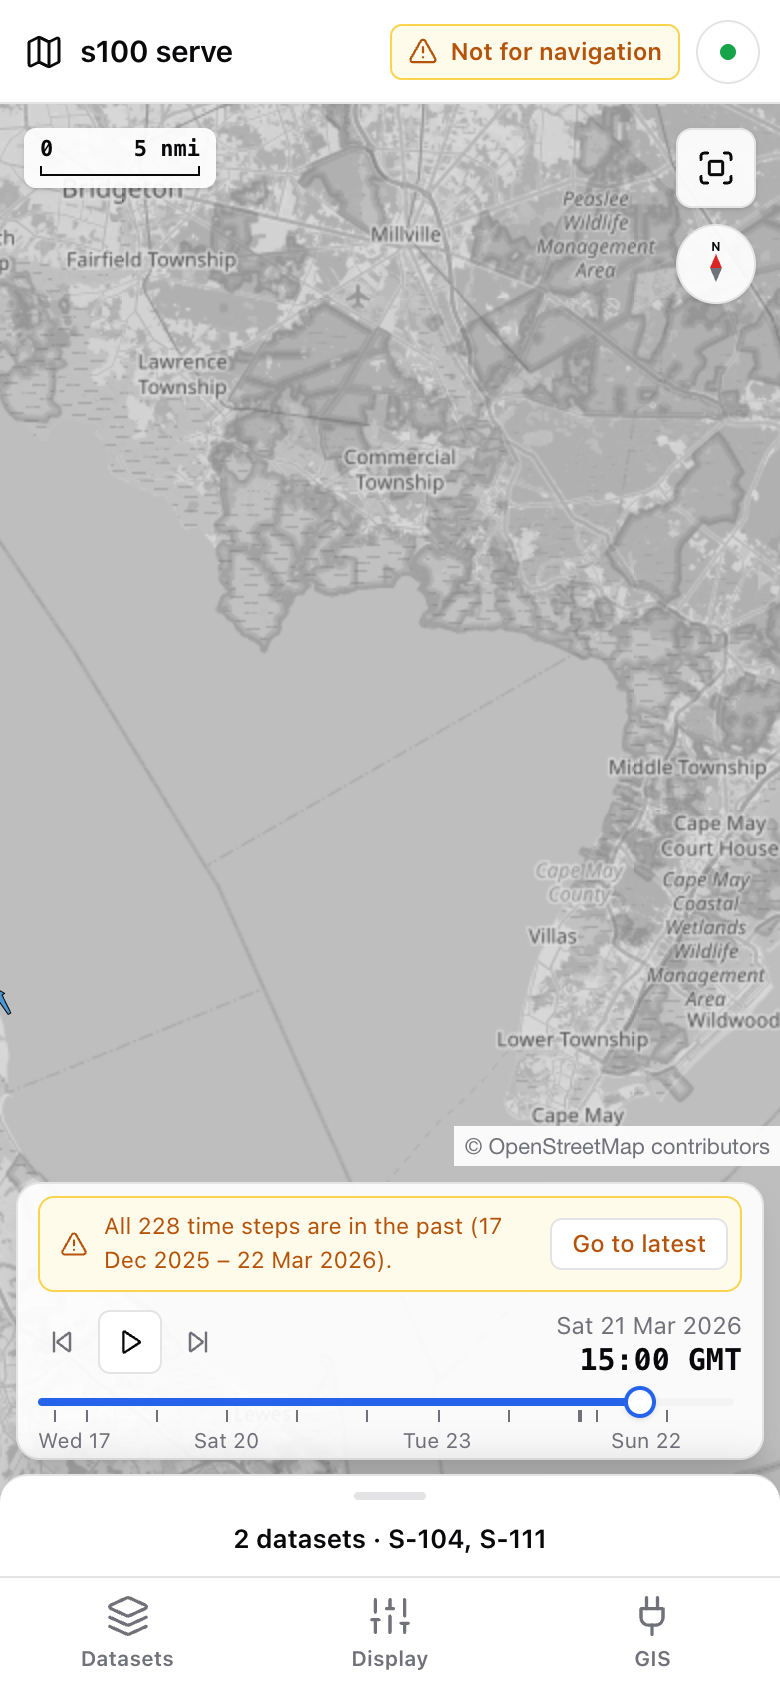 s100 serve
Not for navigation
0 5 nmi
N
Bridgeton
Millville
Peaslee
Wildlife
Management
Area
th
p
Fairfield Township
Lawrence
Township
Commercial
Township
Middle Township
Cape May
Court House
Cape May
County
Cape May
Coastal
Wetlands
Wildlife
Management
Area
Villas
Wildwood
Lower Township
Cape May
© OpenStreetMap contributors
All 228 time steps are in the past (17
Dec 2025 – 22 Mar 2026).
Go to latest
Sat 21 Mar 2026
15:00 GMT
Lewes
Wed 17
Sat 20
Tue 23
Sun 22
2 datasets · S-104, S-111
Datasets
Display
GIS